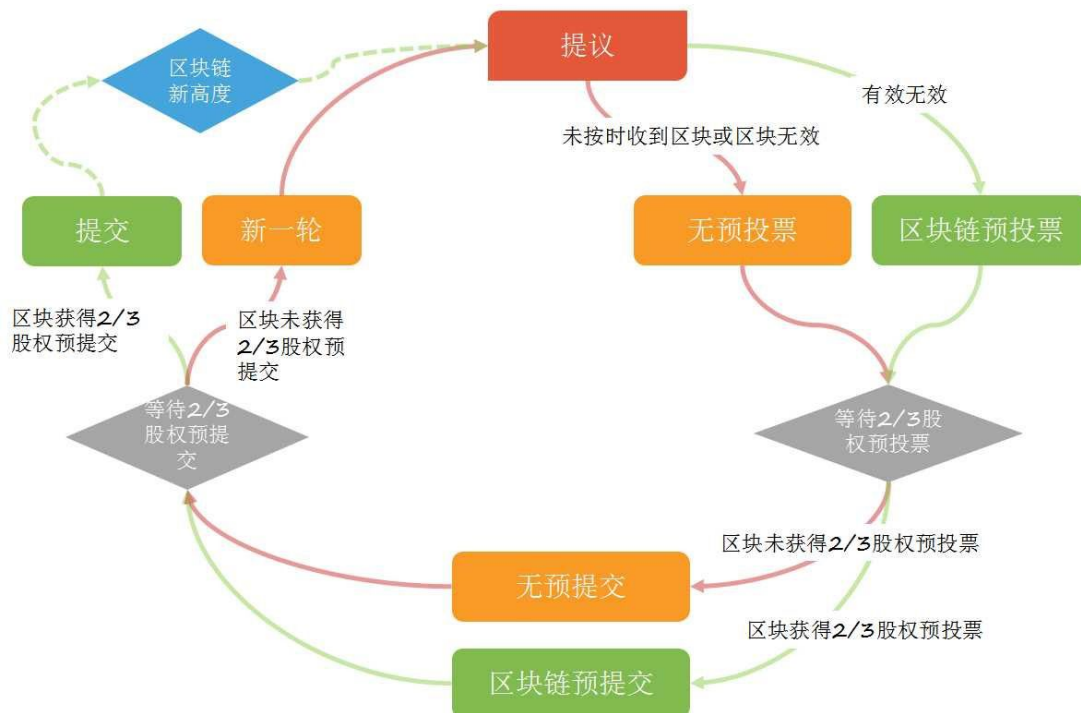 提议
区块链
新高度
有效无效
未按时收到区块或区块无效
提交
新一轮
无预投票
区块链预投票
区块获得2/3
股权预提交
区块未获得
2/3股权预
提交
等待2/3
股权预提
交
等待2/3股
权预投票
区块未获得2/3股权预投票
无预提交
区块获得2/3股权预投票
区块链预提交